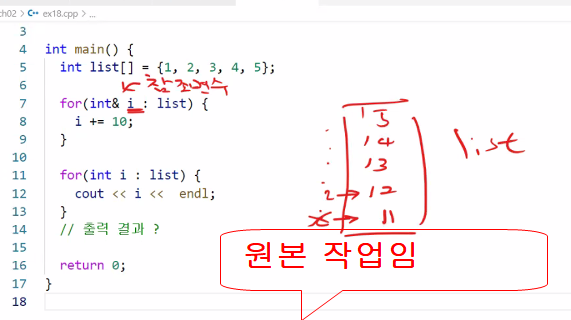 ch02 > C++ ex18.cpp > ...
3
4 int main() {
5 int list[] = {1, 2, 3, 4, 5};
6 참조변수
7 for(int& i : list) {
8 i += 10;
9 }
10
11 for(int i : list) {
12 cout << i << endl;
13 }
14 // 출력 결과 ?
15
16 return 0;
17 }
18
15
14
13
i → 12
→ 11
list
원본 작업임